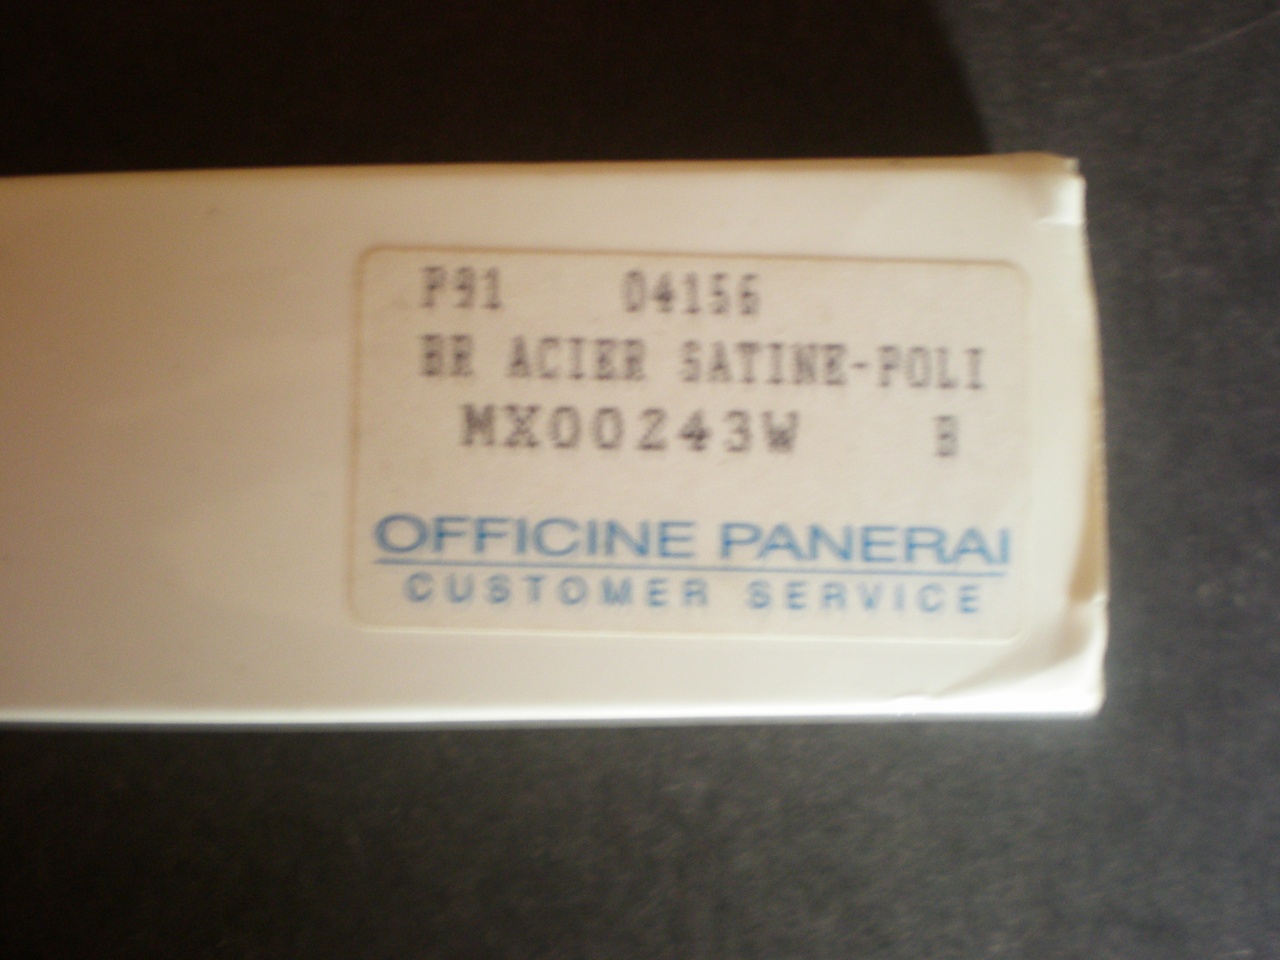 P91 04156
BR ACIER SATINE-POLI
MX00243W B
OFFICINE PANERAI
CUSTOMER SERVICE